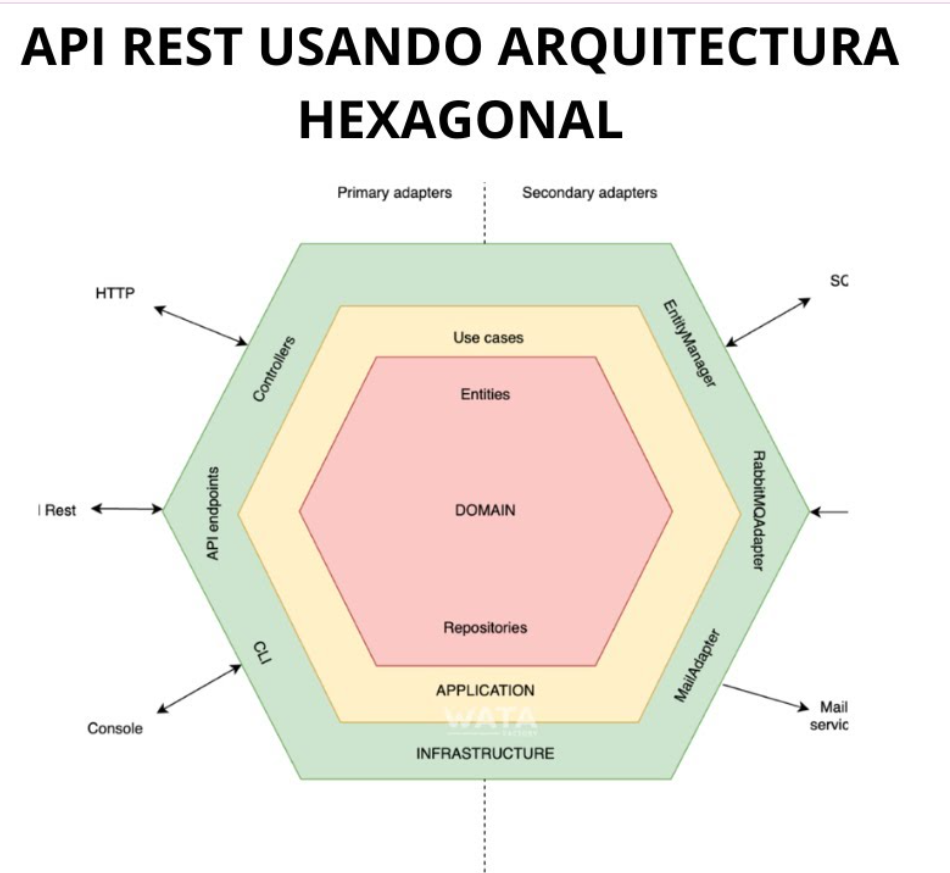 API REST USANDO ARQUITECTURA
HEXAGONAL
Primary adapters
Secondary adapters
HTTP
SC
Controllers
EntityManager
Use cases
Entities
Rest
API endpoints
DOMAIN
RabbitMQAdapter
CLI
Repositories
MailAdapter
APPLICATION
WATA
FACTORY
Console
Mail
servic
INFRASTRUCTURE